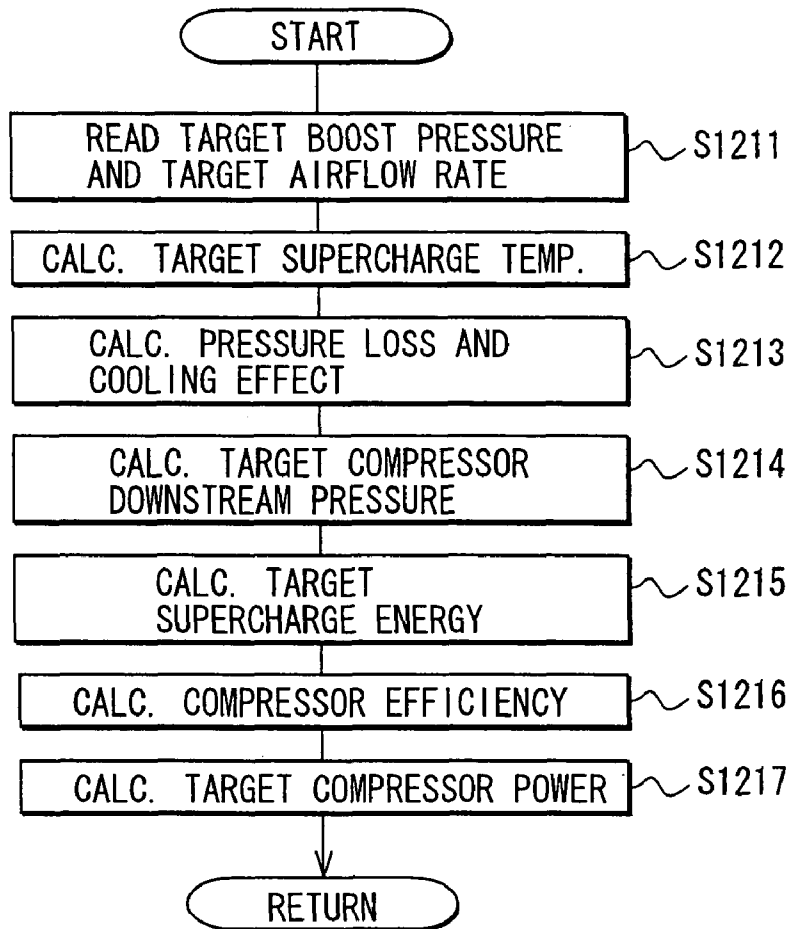 START
READ TARGET BOOST PRESSURE
AND TARGET AIRFLOW RATE
S1211
CALC. TARGET SUPERCHARGE TEMP.
S1212
CALC. PRESSURE LOSS AND
COOLING EFFECT
S1213
CALC. TARGET COMPRESSOR
DOWNSTREAM PRESSURE
S1214
CALC. TARGET
SUPERCHARGE ENERGY
S1215
CALC. COMPRESSOR EFFICIENCY
S1216
CALC. TARGET COMPRESSOR POWER
S1217
RETURN